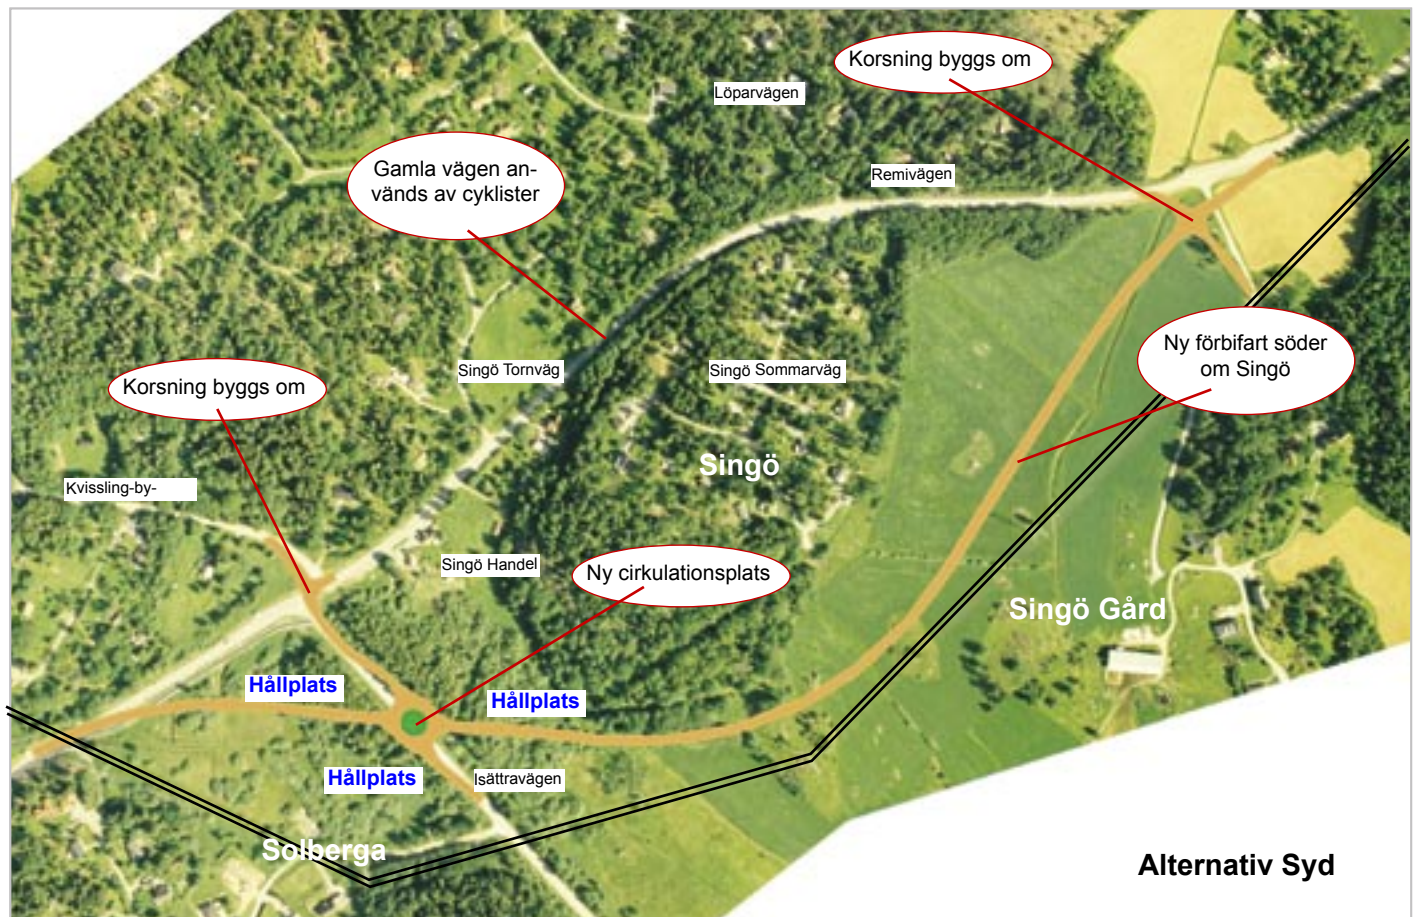 Korsning byggs om
Löparvägen
Gamla vägen an-
vänds av cyklister
Remivägen
Ny förbifart söder
om Singö
Singö Tornväg
Singö Sommarväg
Korsning byggs om
Singö
Kvissling-by-
Singö Handel
Ny cirkulationsplats
Singö Gård
Hållplats
Hållplats
Hållplats
Isättravägen
Solberga
Alternativ Syd